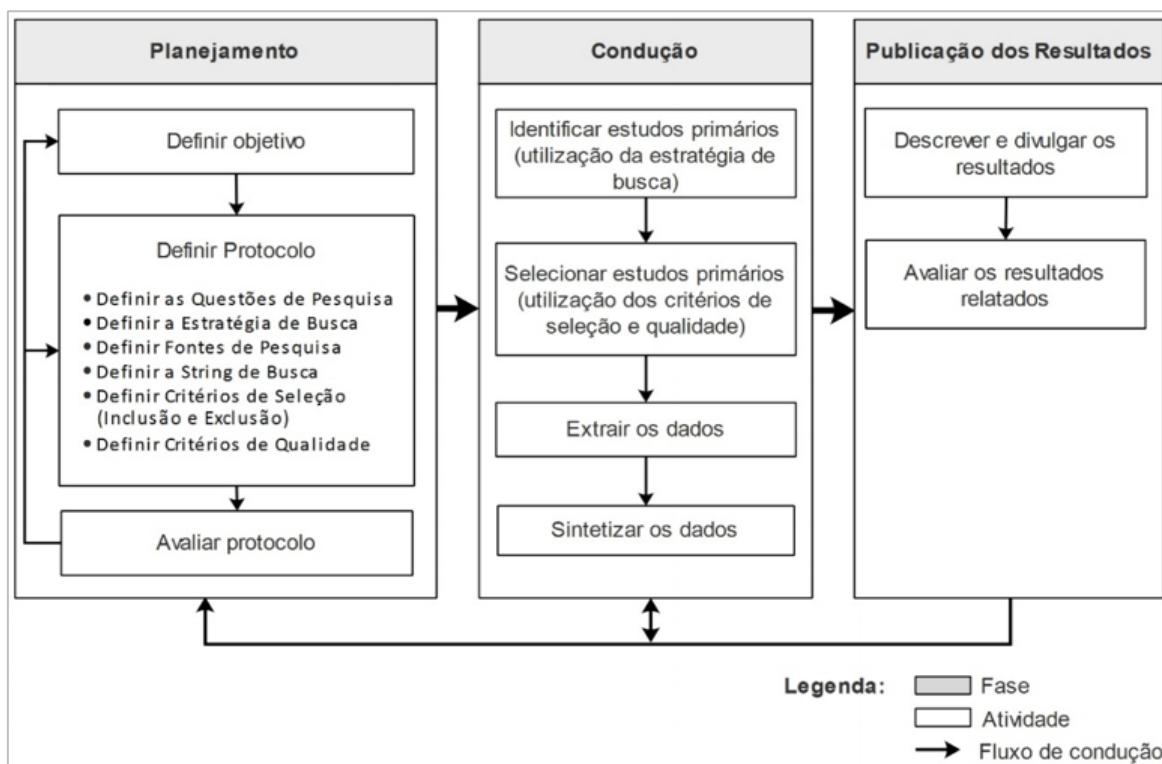 Planejamento
Definir objetivo
Definir Protocolo
• Definir as Questões de Pesquisa
• Definir a Estratégia de Busca
• Definir Fontes de Pesquisa
• Definir a String de Busca
• Definir Critérios de Seleção
(Inclusão e Exclusão)
• Definir Critérios de Qualidade
Avaliar protocolo
Condução
Identificar estudos primários
(utilização da estratégia de
busca)
Selecionar estudos primários
(utilização dos critérios de
seleção e qualidade)
Extrair os dados
Sintetizar os dados
Publicação dos Resultados
Descrever e divulgar os
resultados
Avaliar os resultados
relatados
Legenda:
Fase
Atividade
Fluxo de condução